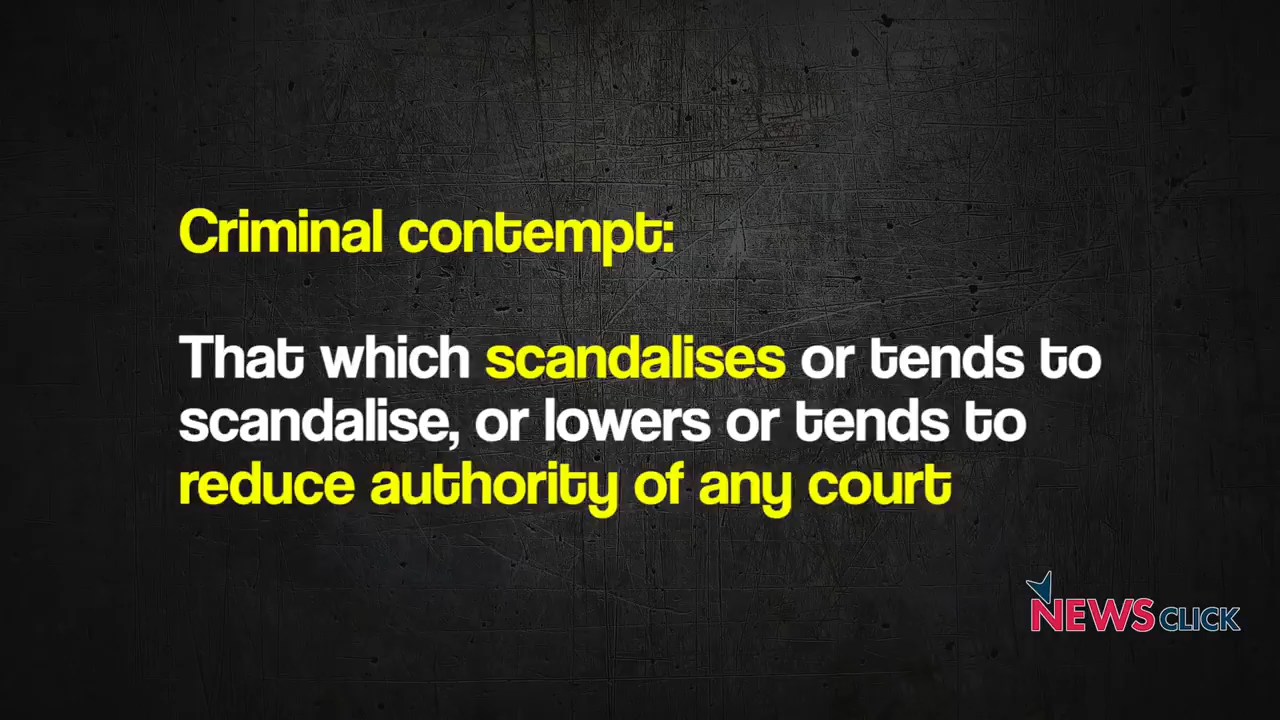 Criminal contempt:
That which scandalises or tends to
scandalise, or lowers or tends to
reduce authority of any court
NEWSCLICK